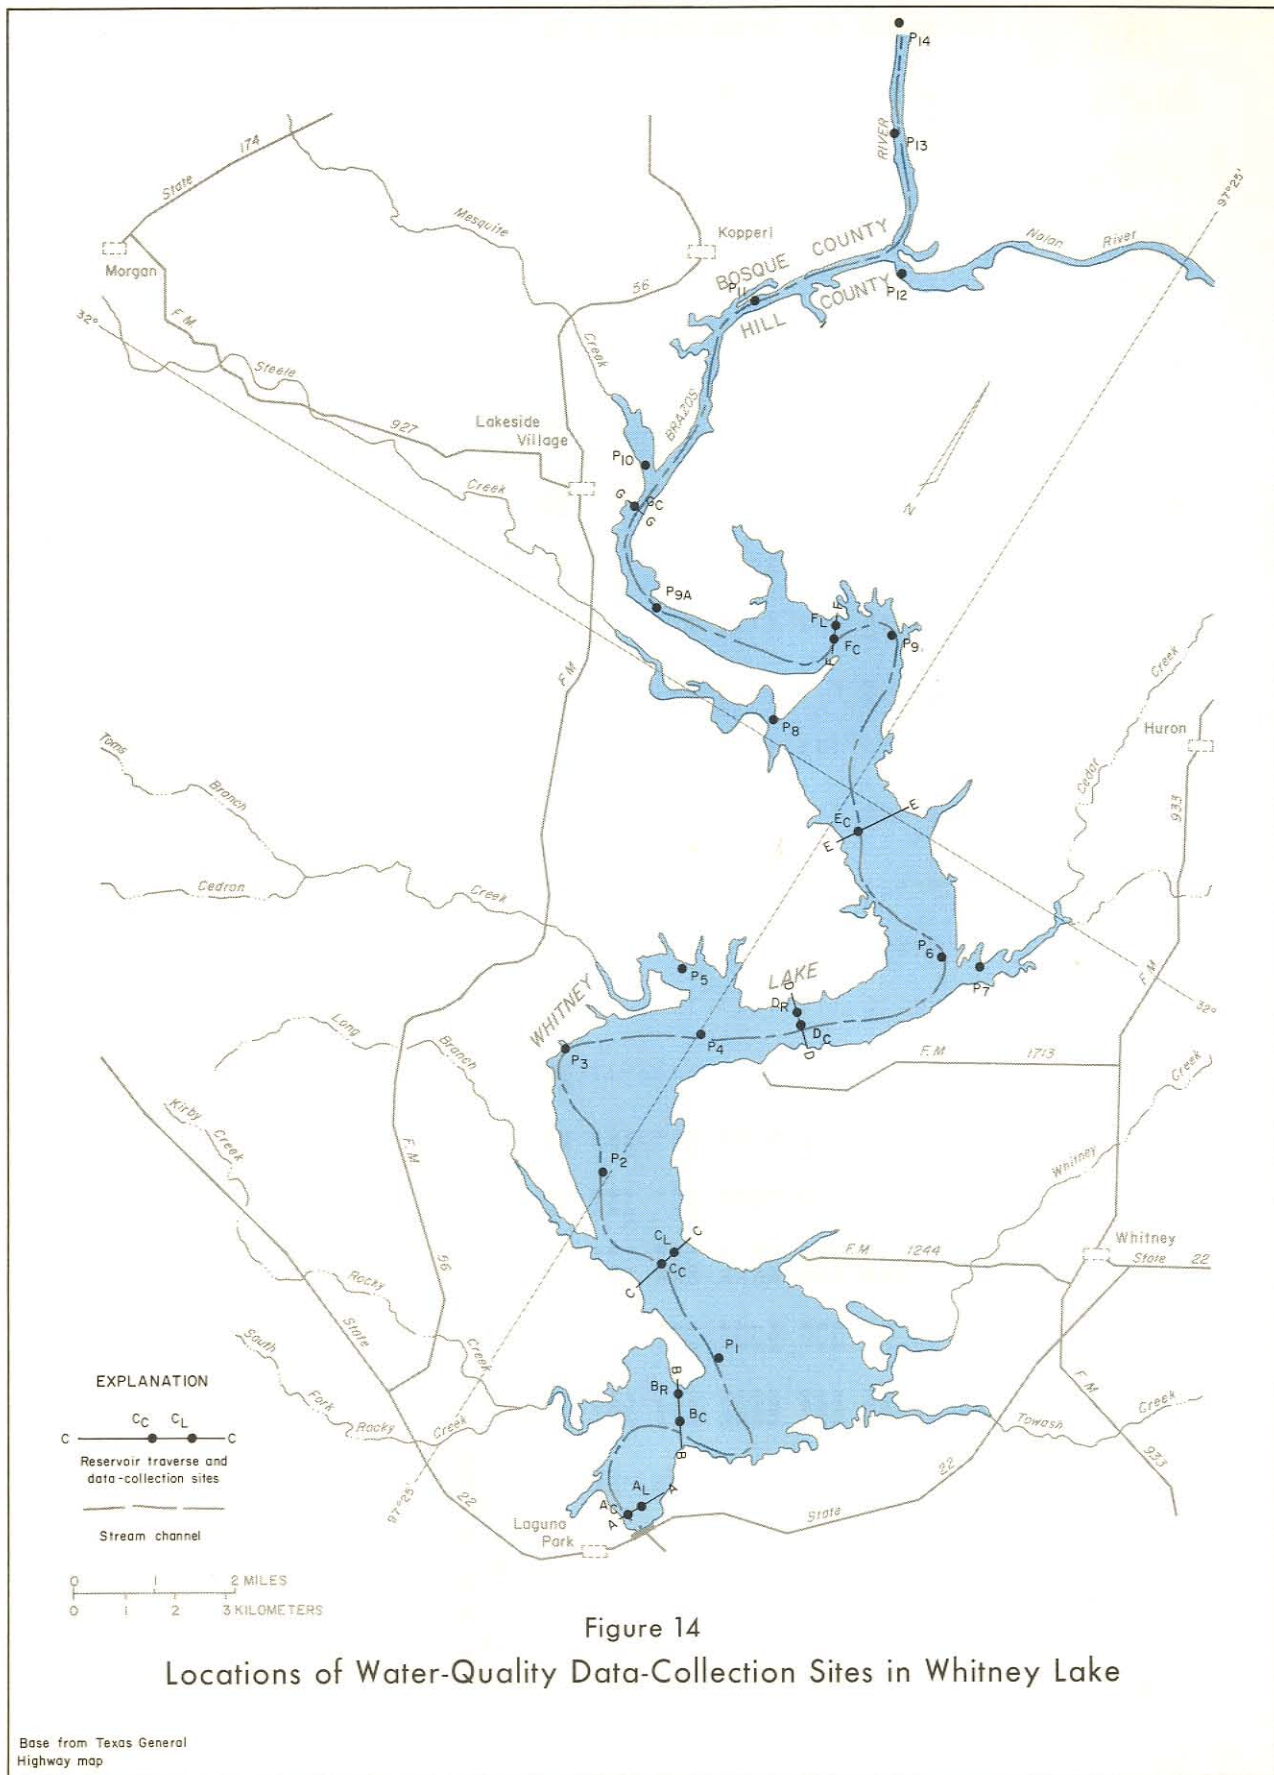 P14
RIVER
P13
174
State
97°25'
Mesquite
Kopperl
Nolan River
Morgan
BOSQUE COUNTY
P12
56
P11
HILL COUNTY
32°
F M
Creek
Steele
BRAZOS
927
Lakeside
Village
P10
Creek
G
GC
G
N
P9A
F
FL
FC
F
P9
Creek
F M
P8
Huron
Toms
Branch
Cedar
933
E
EC
E
Cedron
Creek
P6
P7
P5
LAKE
D
F M
WHITNEY
DR
DC
D
32°
Long
Branch
P3
P4
F. M 1713
Creek
Kirby
Creek
F. M
P2
Whitney
C
CL
CC
C
F. M 1244
Whitney
State 22
56
Rocky
State
P1
South
Creek
EXPLANATION
B
BR
F M
Fork
BC
Creek
CC CL
C C
Rocky
Creek
Towash
B
Reservoir traverse and
data-collection sites
933
22
97°25'
22
AL
A
AC
A
State
Stream channel
Laguna
Park
0 1 2 MILES
0 1 2 3 KILOMETERS
Figure 14
Locations of Water-Quality Data-Collection Sites in Whitney Lake
Base from Texas General
Highway map